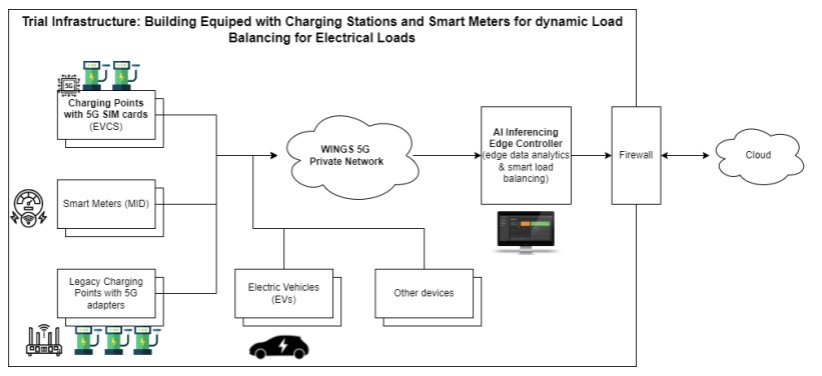 Trial Infrastructure: Building Equiped with Charging Stations and Smart Meters for dynamic Load
Balancing for Electrical Loads
5G
Charging Points
with 5G SIM cards
(EVCS)
Smart Meters (MID)
Legacy Charging
Points with 5G
adapters
WINGS 5G
Private Network
Electric Vehicles
(EVs)
Other devices
AI Inferencing
Edge Controller
(edge data analytics
& smart load
balancing)
Firewall
Cloud